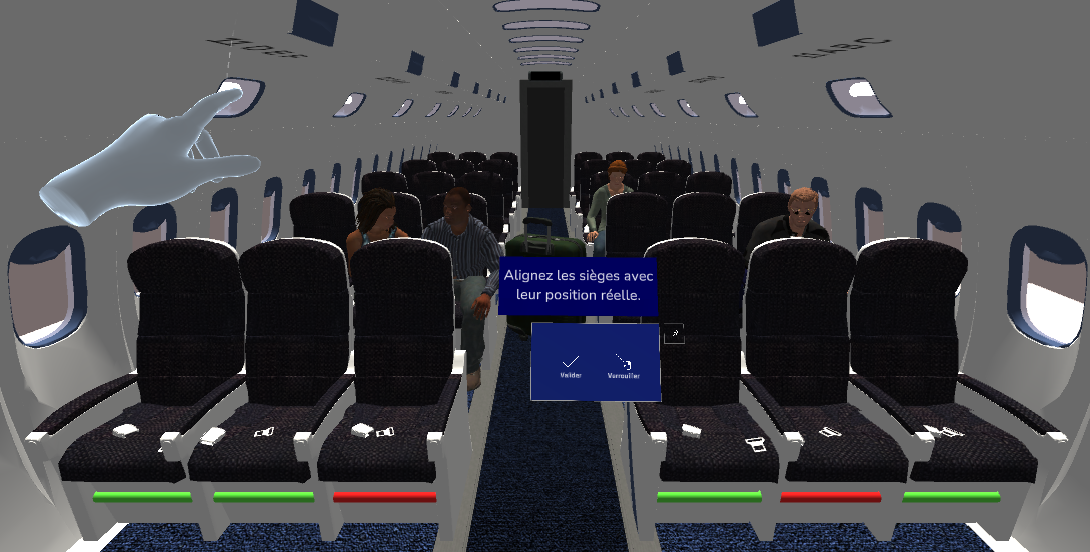 Alignez les sièges avec
leur position réelle.
Valider
Verrouiller